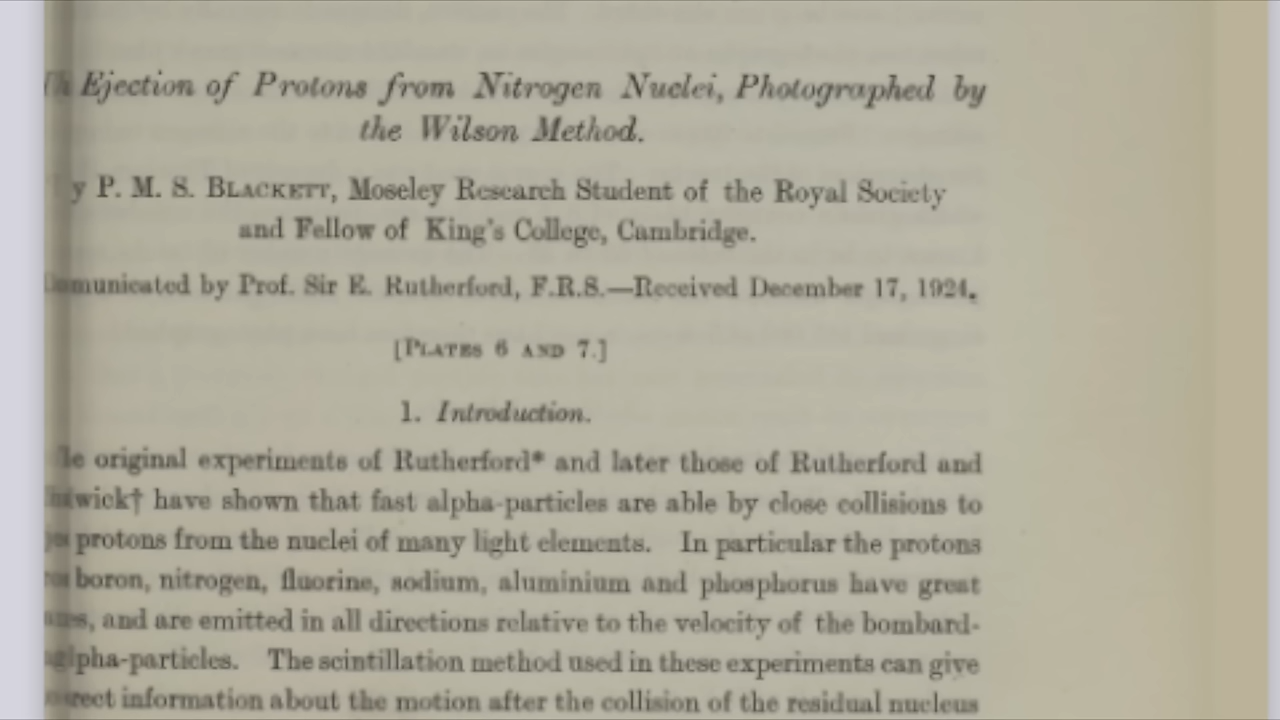 Ejection of Protons from Nitrogen Nuclei, Photographed by
the Wilson Method.
y P. M. S. BLACKETT, Moseley Research Student of the Royal Society
and Fellow of King's College, Cambridge.
municated by Prof. Sir E. Rutherford, F.R.S.—Received December 17, 1924.
[PLATES 6 AND 7.]
1. Introduction.
e original experiments of Rutherford* and later those of Rutherford and
wick† have shown that fast alpha-particles are able by close collisions to
protons from the nuclei of many light elements. In particular the protons
boron, nitrogen, fluorine, sodium, aluminium and phosphorus have great
and are emitted in all directions relative to the velocity of the bombard-
alpha-particles. The scintillation method used in these experiments can give
rect information about the motion after the collision of the residual nucleus